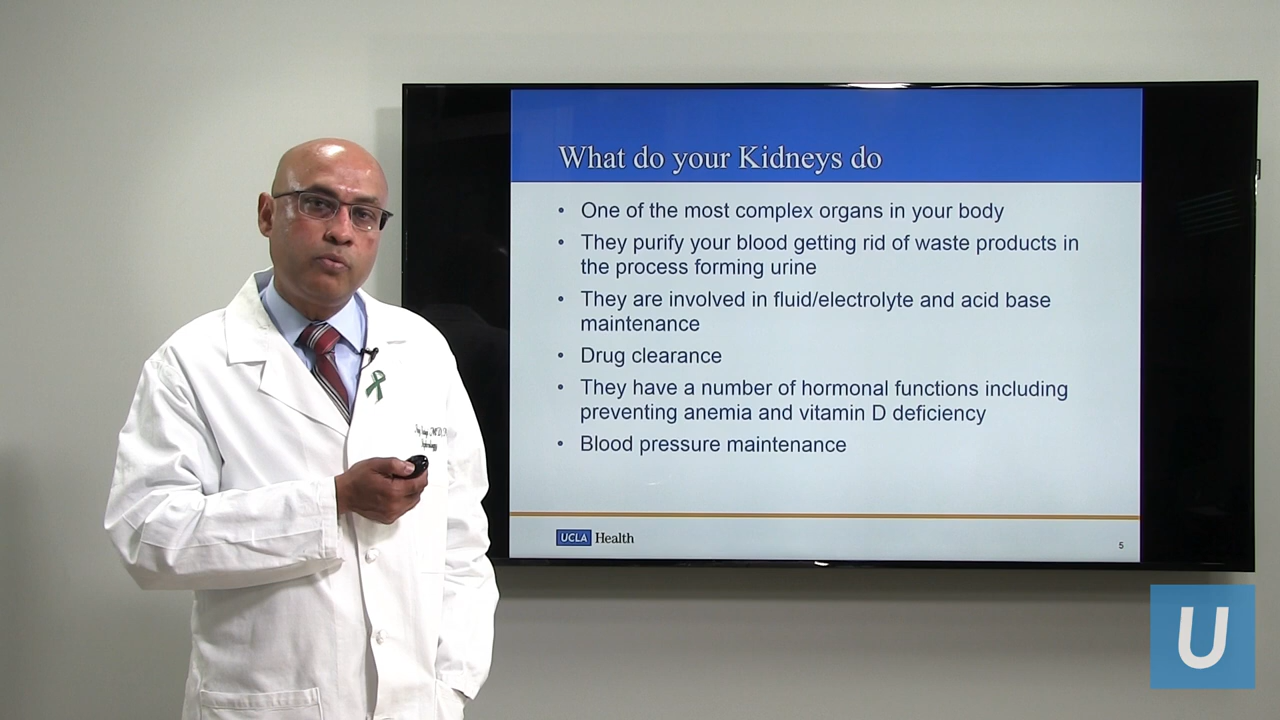 What do your Kidneys do
• One of the most complex organs in your body
• They purify your blood getting rid of waste products in
the process forming urine
• They are involved in fluid/electrolyte and acid base
maintenance
• Drug clearance
• They have a number of hormonal functions including
preventing anemia and vitamin D deficiency
• Blood pressure maintenance
UCLA Health
5
U